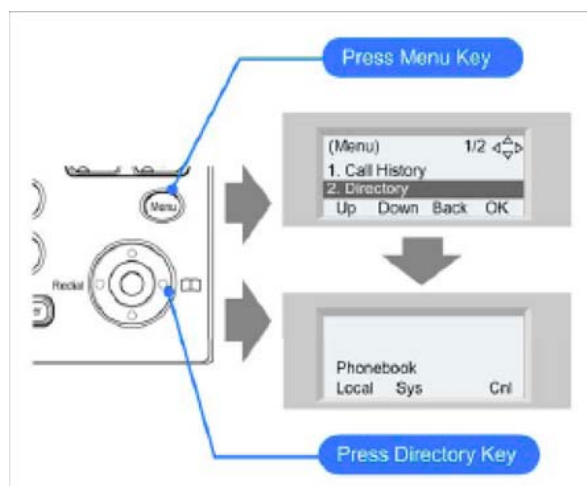 Press Menu Key
(Menu) 1/2
1. Call History
2. Directory
Up Down Back OK
Menu
Redial
Phonebook
Local Sys Cnl
Press Directory Key